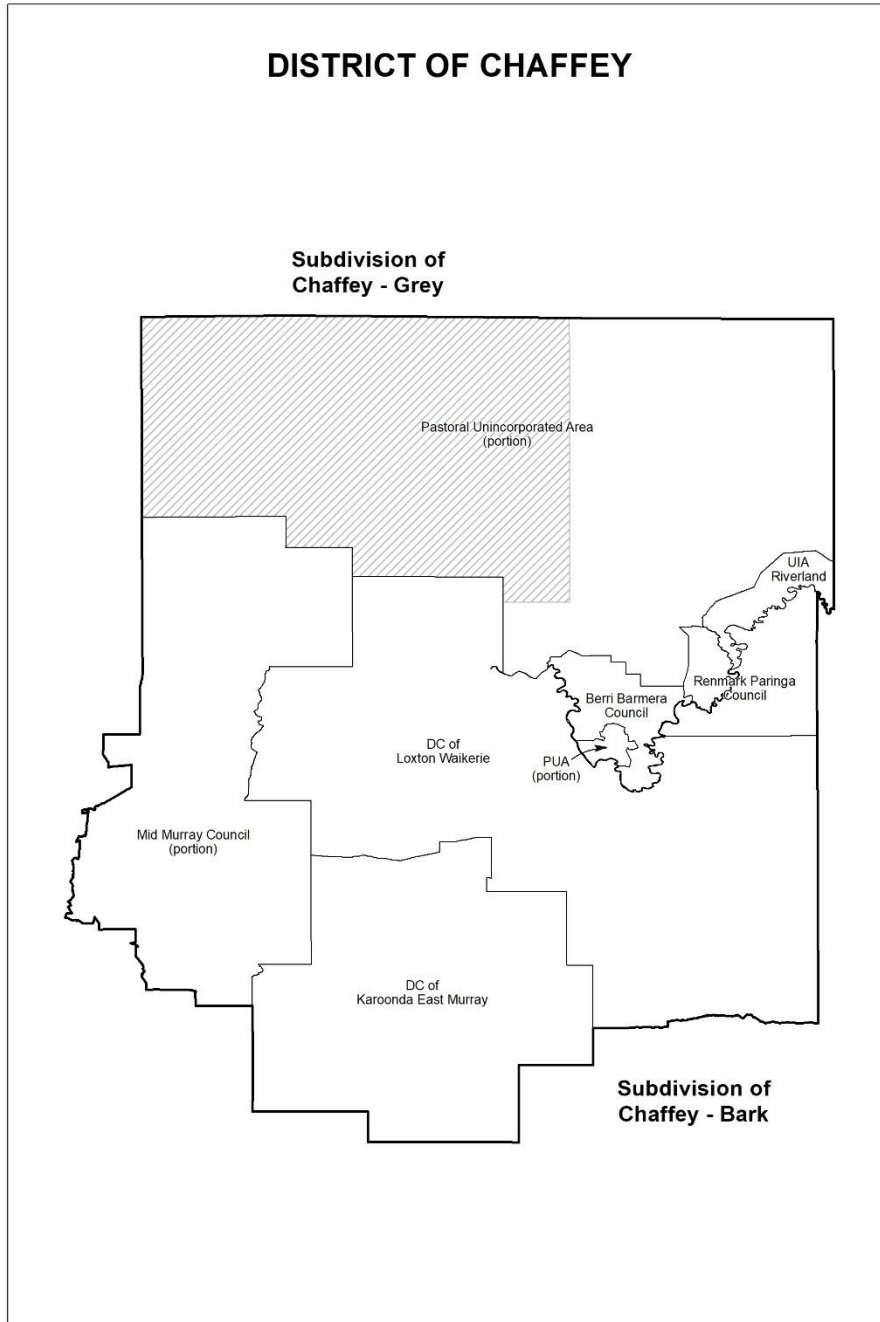 DISTRICT OF CHAFFEY
Subdivision of
Chaffey - Grey
Pastoral Unincorporated Area
(portion)
UIA
Riverland
Renmark Paringa
Council
Berri Barmera
Council
DC of
Loxton Waikerie
PUA
(portion)
Mid Murray Council
(portion)
DC of
Karoonda East Murray
Subdivision of
Chaffey - Bark